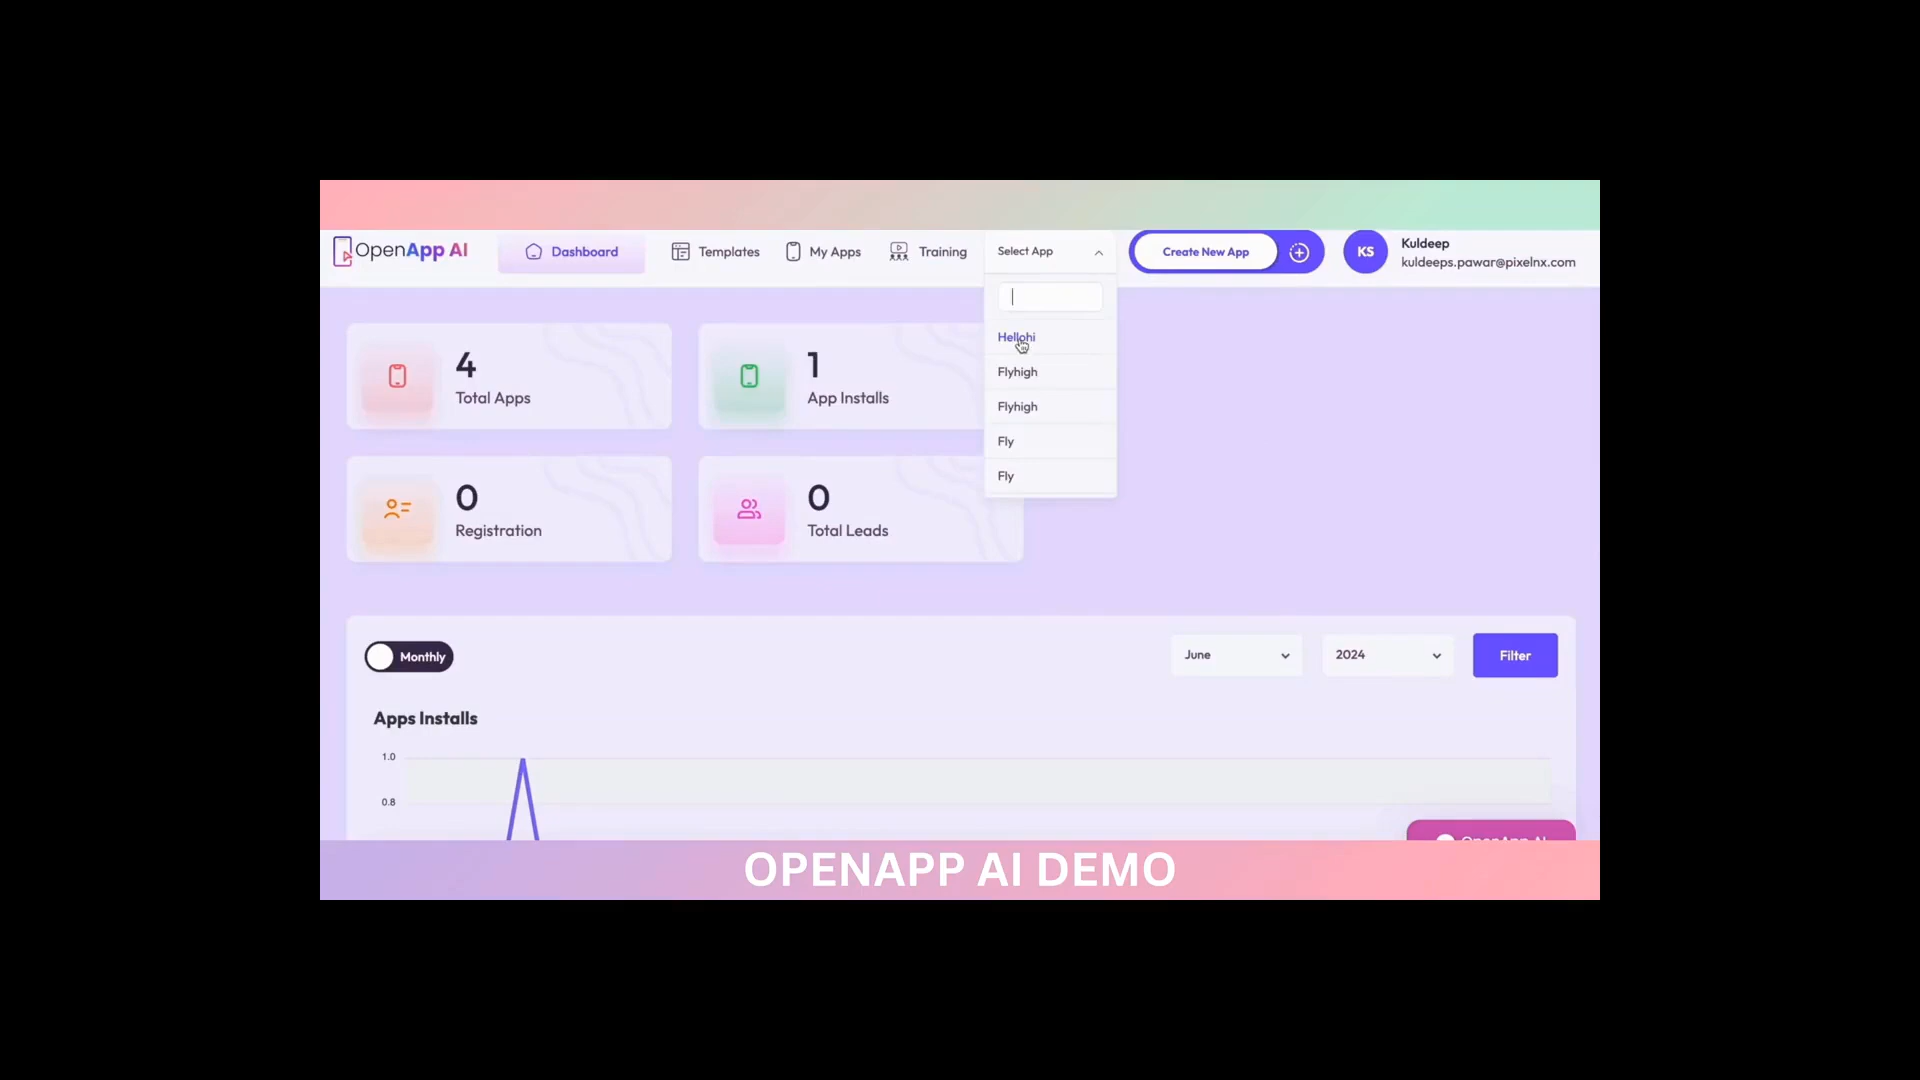 OpenApp AI
Dashboard
Templates
My Apps
Training
Select App
Create New App
KS
Kuldeep
kuldeeps.pawar@pixelnx.com
Hellohi
Flyhigh
Flyhigh
Fly
Fly
4
Total Apps
1
App Installs
0
Registration
0
Total Leads
Monthly
June
2024
Filter
Apps Installs
1.0
0.8
OpenApp AI
OPENAPP AI DEMO